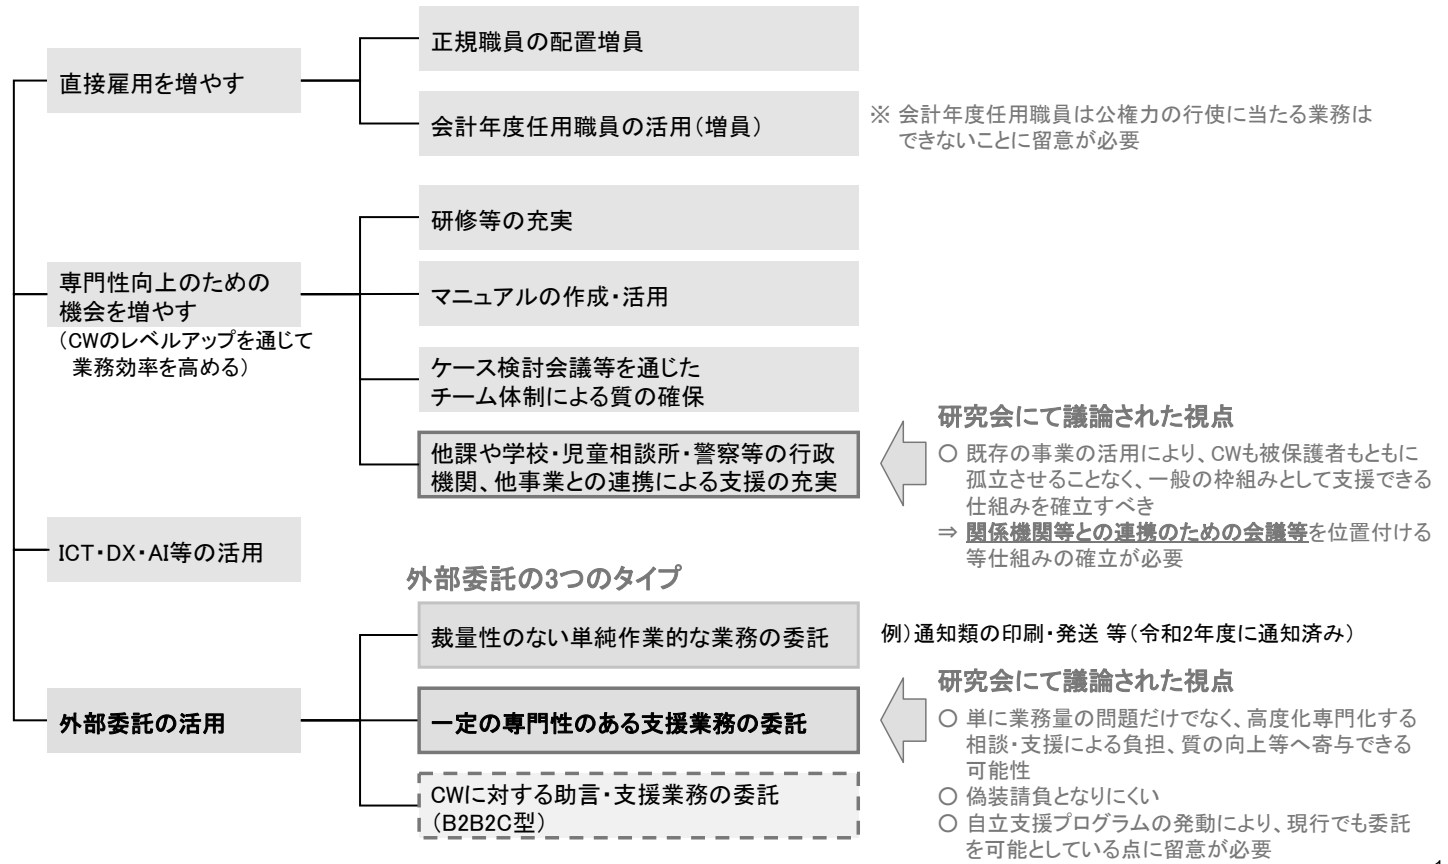 正規職員の配置増員
直接雇用を増やす
会計年度任用職員の活用（増員）
※ 会計年度任用職員は公権力の行使に当たる業務は
できないことに留意が必要
研修等の充実
専門性向上のための
機会を増やす
（CWのレベルアップを通じて
業務効率を高める）
マニュアルの作成・活用
ケース検討会議等を通じた
チーム体制による質の確保
他課や学校・児童相談所・警察等の行政
機関、他事業との連携による支援の充実
研究会にて議論された視点
○ 既存の事業の活用により、CWも被保護者もともに
孤立させることなく、一般の枠組みとして支援できる
仕組みを確立すべき
⇒ 関係機関等との連携のための会議等を位置付ける
等仕組みの確立が必要
ICT・DX・AI等の活用
外部委託の3つのタイプ
裁量性のない単純作業的な業務の委託
例）通知類の印刷・発送 等（令和2年度に通知済み）
外部委託の活用
一定の専門性のある支援業務の委託
研究会にて議論された視点
○ 単に業務量の問題だけでなく、高度化専門化する
相談・支援による負担、質の向上等へ寄与できる
可能性
○ 偽装請負となりにくい
○ 自立支援プログラムの発動により、現行でも委託
を可能としている点に留意が必要
CWに対する助言・支援業務の委託
（B2B2C型）